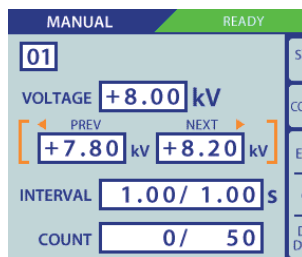 MANUAL READY
01
VOLTAGE +8.00 kV
PREV NEXT
+7.80 kV +8.20 kV
INTERVAL 1.00/ 1.00 s
COUNT 0/ 50